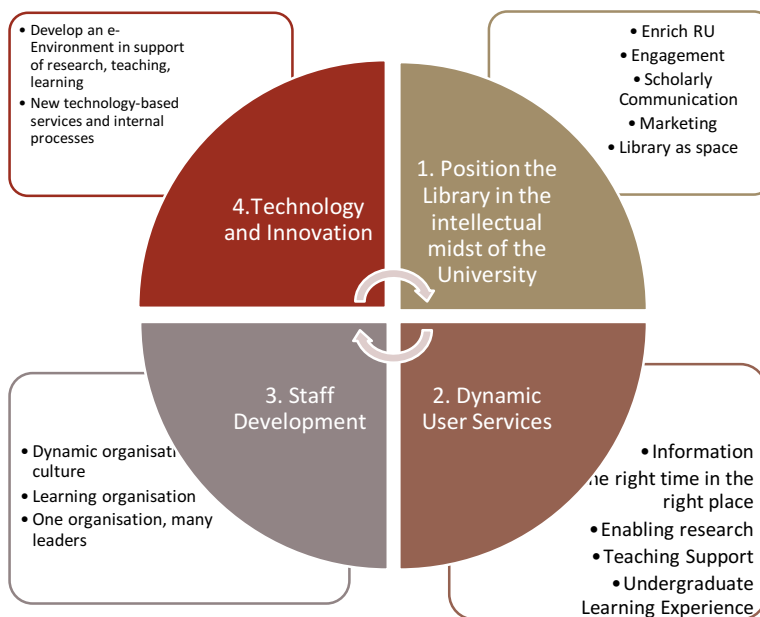 • Develop an e-
Environment in support
of research, teaching,
learning
• New technology-based
services and internal
processes
• Enrich RU
• Engagement
• Scholarly
Communication
• Marketing
• Library as space
4.Technology
and Innovation
1. Position the
Library in the
intellectual
midst of the
University
3. Staff
Development
2. Dynamic
User Services
• Dynamic
culture
• Learning organisation
• One organisation, many
leaders
• Information
right time in the
right place
• Enabling research
• Teaching Support
• Undergraduate
Learning Experience